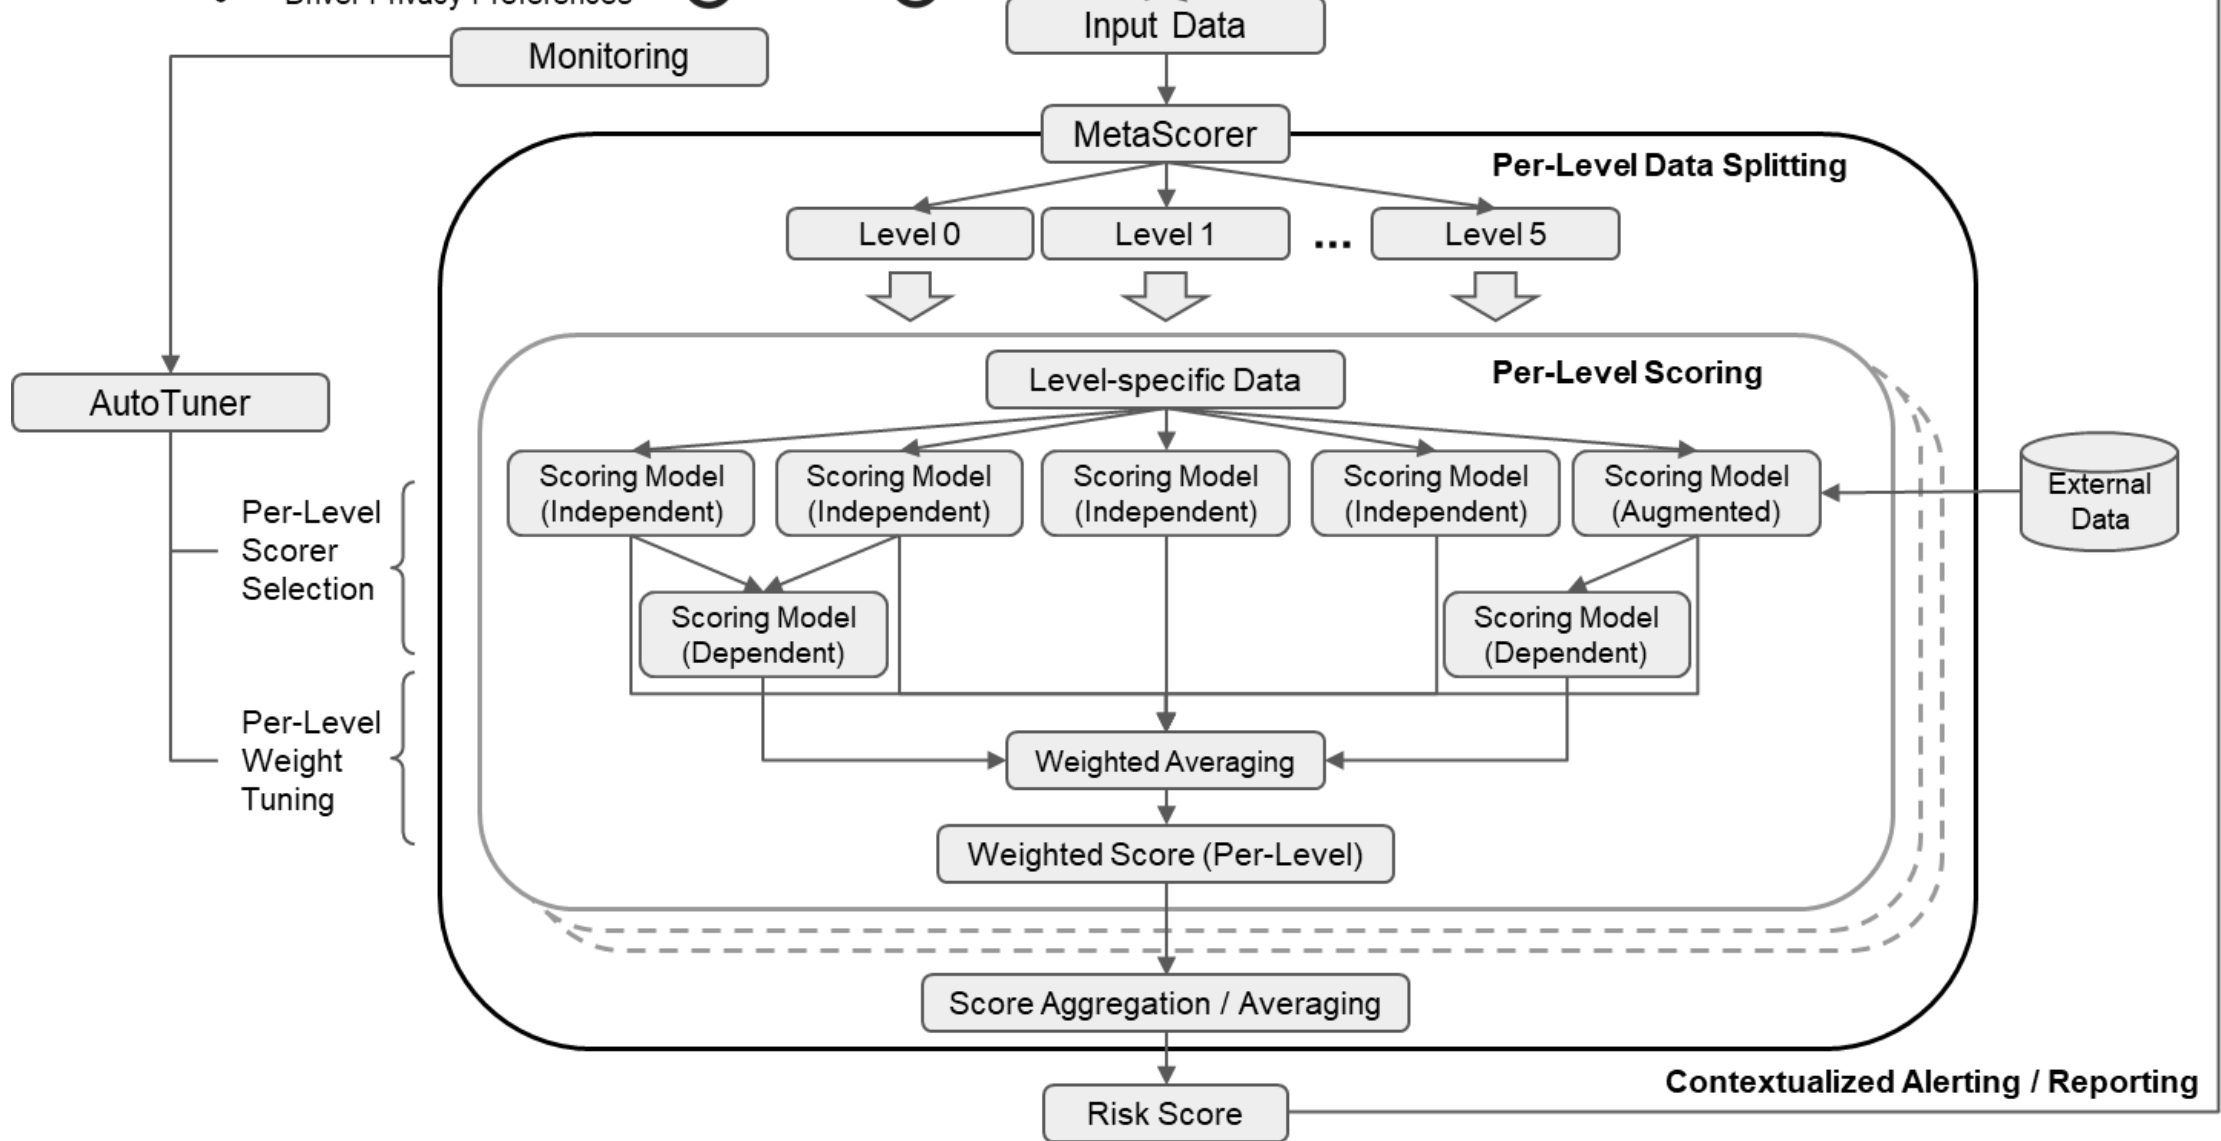 Driver Privacy Preferences
Input Data
Monitoring
MetaScorer
Per-Level Data Splitting
Level 0
Level 1
...
Level 5
Level-specific Data
Per-Level Scoring
AutoTuner
Scoring Model
(Independent)
Scoring Model
(Independent)
Scoring Model
(Independent)
Scoring Model
(Independent)
Scoring Model
(Augmented)
External
Data
Per-Level
Scorer
Selection
Scoring Model
(Dependent)
Scoring Model
(Dependent)
Per-Level
Weight
Tuning
Weighted Averaging
Weighted Score (Per-Level)
Score Aggregation / Averaging
Contextualized Alerting / Reporting
Risk Score